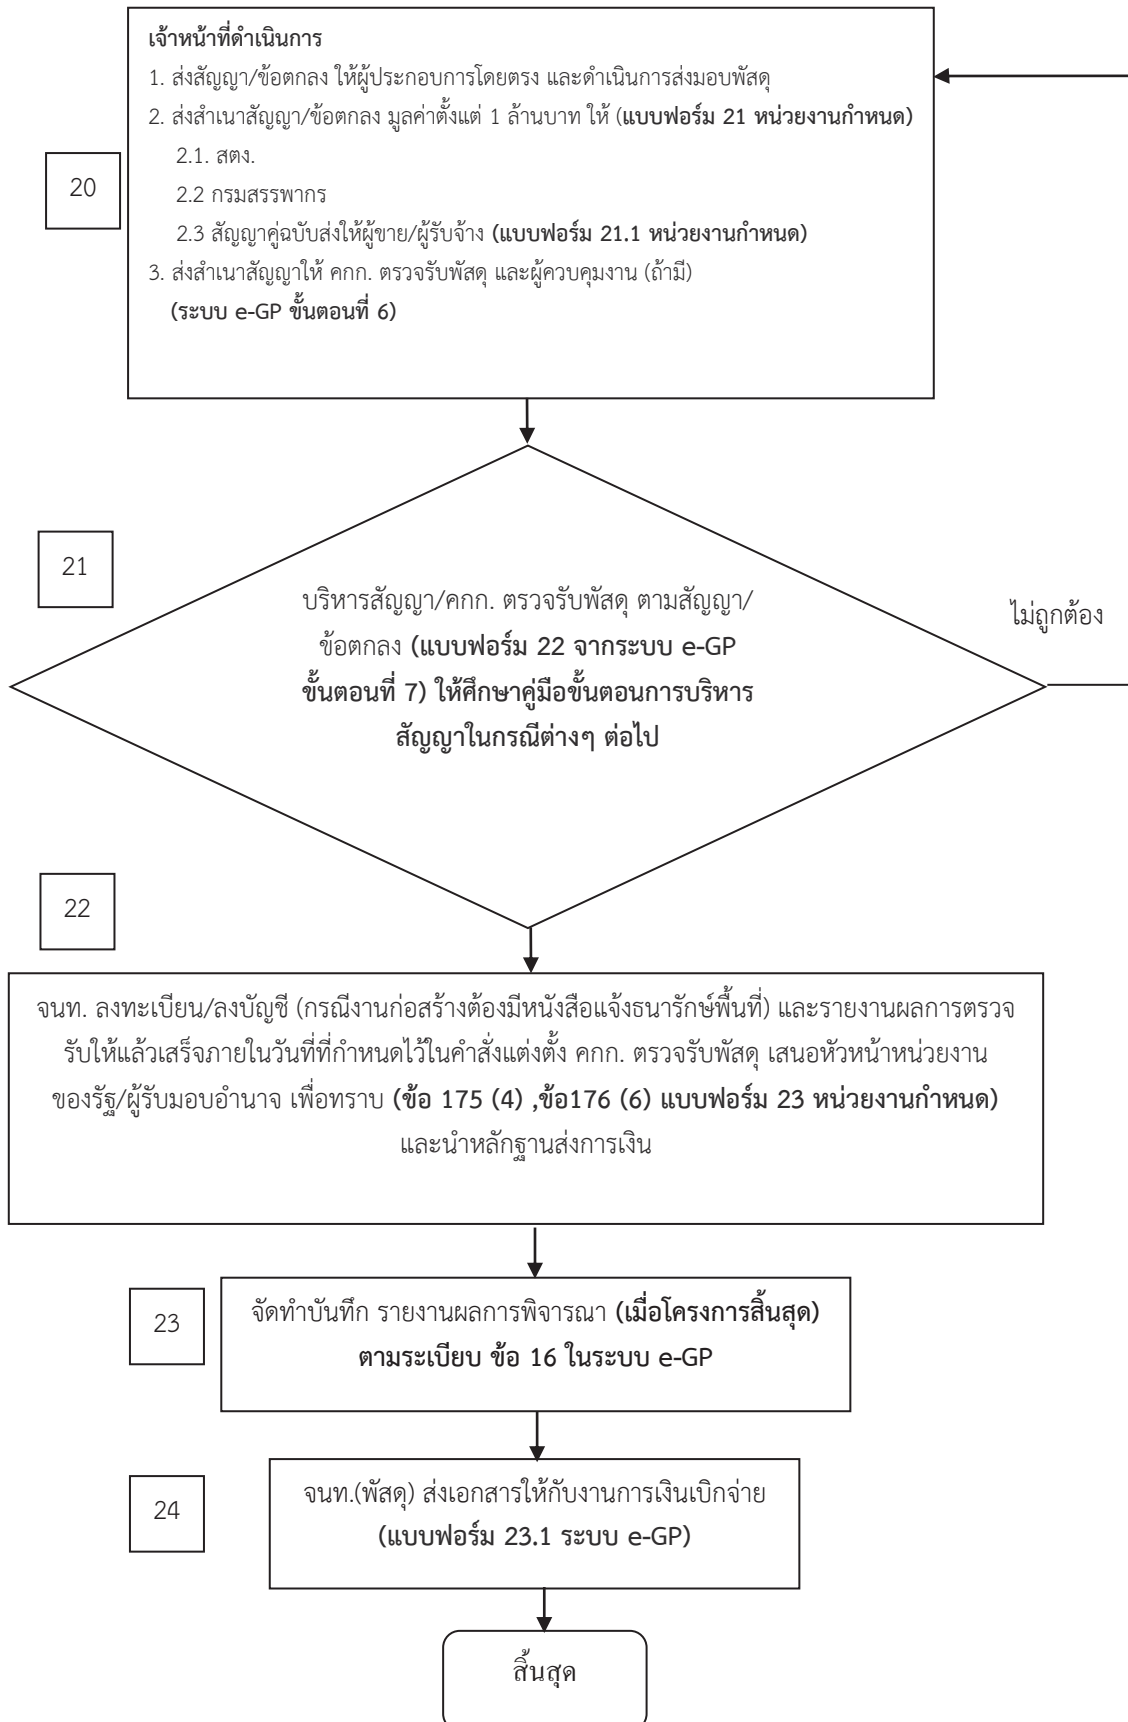 เจ้าหน้าที่ดำเนินการ
1. ส่งสัญญา/ข้อตกลง ให้ผู้ประกอบการโดยตรง และดำเนินการส่งมอบพัสดุ
2. ส่งสำเนาสัญญา/ข้อตกลง มูลค่าตั้งแต่ 1 ล้านบาท ให้ (แบบฟอร์ม 21 หน่วยงานกำหนด)
2.1. สตง.
20
2.2 กรมสรรพากร
2.3 สัญญาคู่ฉบับส่งให้ผู้ขาย/ผู้รับจ้าง (แบบฟอร์ม 21.1 หน่วยงานกำหนด)
3. ส่งสำเนาสัญญาให้ คกก. ตรวจรับพัสดุ และผู้ควบคุมงาน (ถ้ามี)
(ระบบ e-GP ขั้นตอนที่ 6)
21
บริหารสัญญา/คกก. ตรวจรับพัสดุ ตามสัญญา/
ข้อตกลง (แบบฟอร์ม 22 จากระบบ e-GP
ขั้นตอนที่ 7) ให้ศึกษาคู่มือขั้นตอนการบริหาร
สัญญาในกรณีต่างๆ ต่อไป
ไม่ถูกต้อง
22
จนท. ลงทะเบียน/ลงบัญชี (กรณีงานก่อสร้างต้องมีหนังสือแจ้งธนารักษ์พื้นที่) และรายงานผลการตรวจ
รับให้แล้วเสร็จภายในวันที่ที่กำหนดไว้ในคำสั่งแต่งตั้ง คกก. ตรวจรับพัสดุ เสนอหัวหน้าหน่วยงาน
ของรัฐ/ผู้รับมอบอำนาจ เพื่อทราบ (ข้อ 175 (4) ,ข้อ176 (6) แบบฟอร์ม 23 หน่วยงานกำหนด)
และนำหลักฐานส่งการเงิน
23
จัดทำบันทึก รายงานผลการพิจารณา (เมื่อโครงการสิ้นสุด)
ตามระเบียบ ข้อ 16 ในระบบ e-GP
24
จนท.(พัสดุ) ส่งเอกสารให้กับงานการเงินเบิกจ่าย
(แบบฟอร์ม 23.1 ระบบ e-GP)
สิ้นสุด